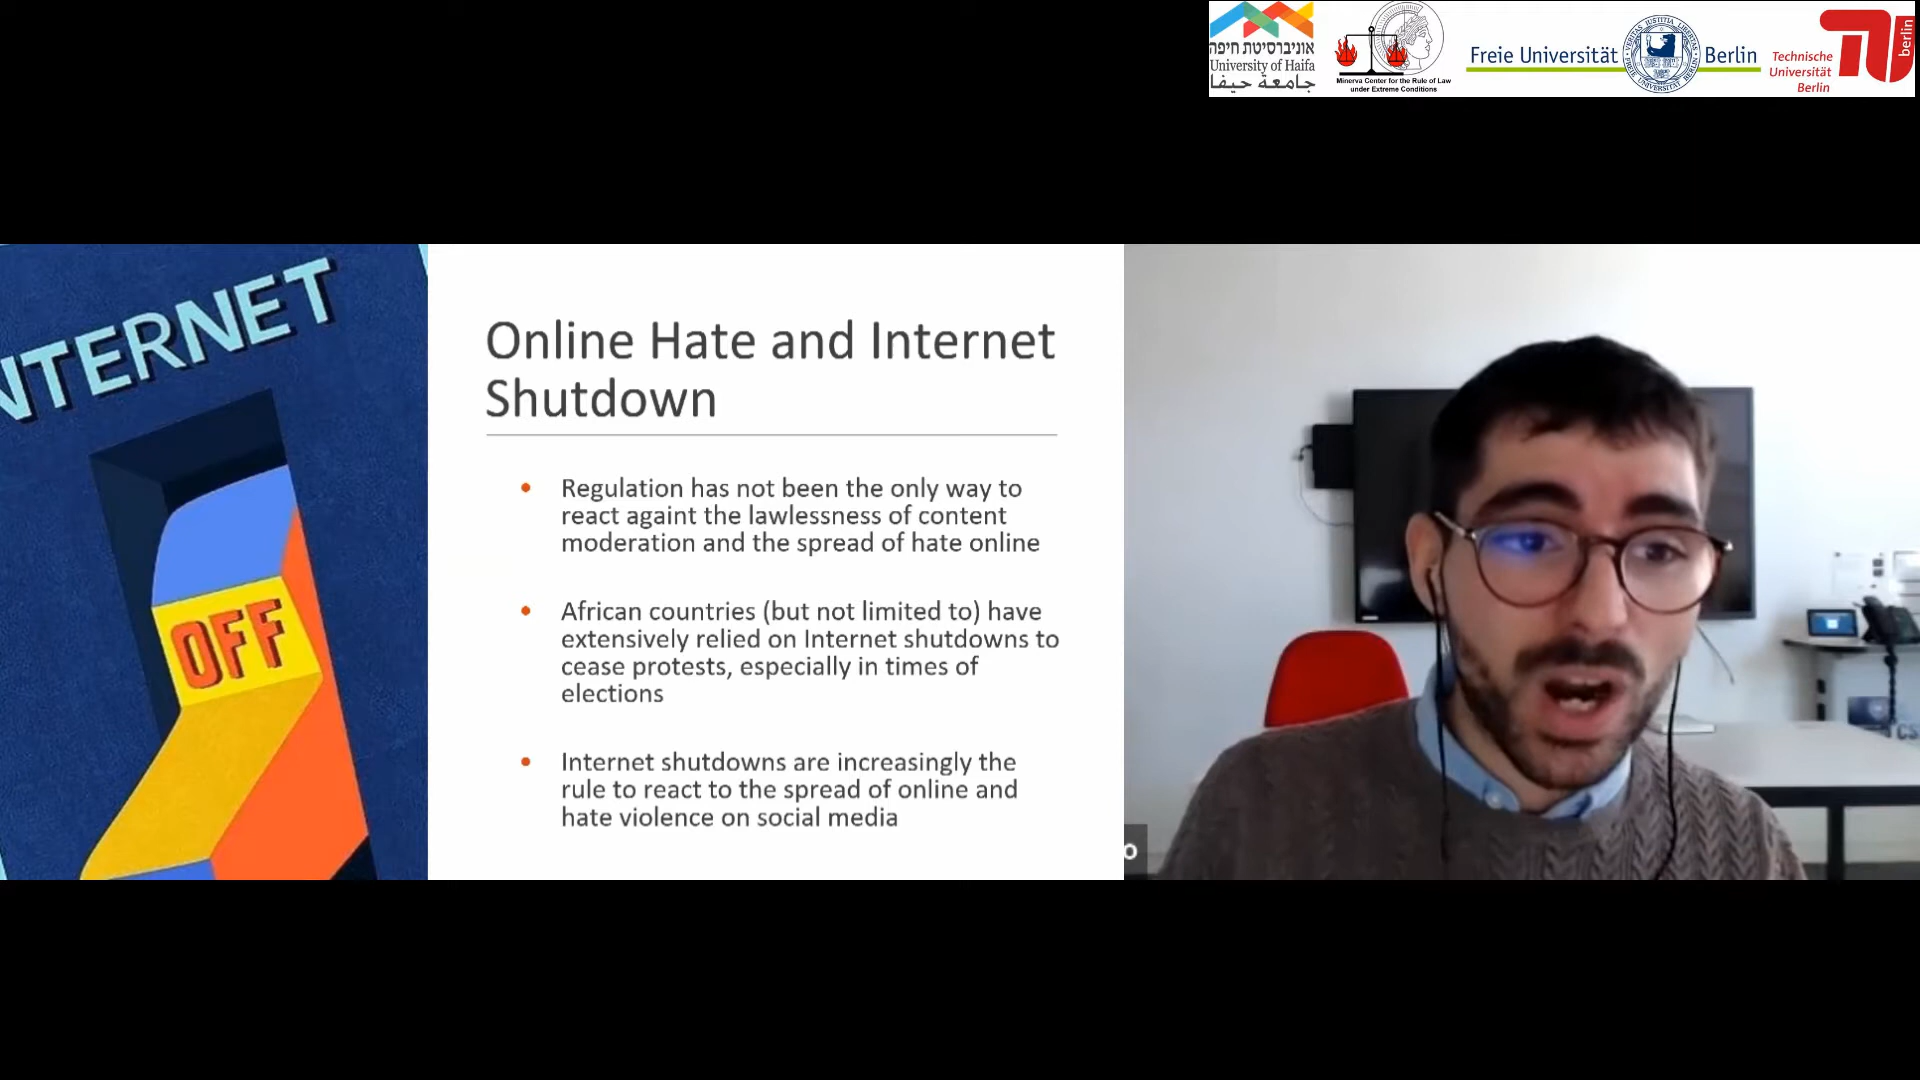 אוניברסיטת חיפה
University of Haifa
جامعة حيفا
Minerva Center for the Rule of Law
under Extreme Conditions
Freie Universität Berlin
Technische
Universität
Berlin
berlin
NTERNET
OFF
Online Hate and Internet
Shutdown
• Regulation has not been the only way to
react againt the lawlessness of content
moderation and the spread of hate online
• African countries (but not limited to) have
extensively relied on Internet shutdowns to
cease protests, especially in times of
elections
• Internet shutdowns are increasingly the
rule to react to the spread of online and
hate violence on social media
o